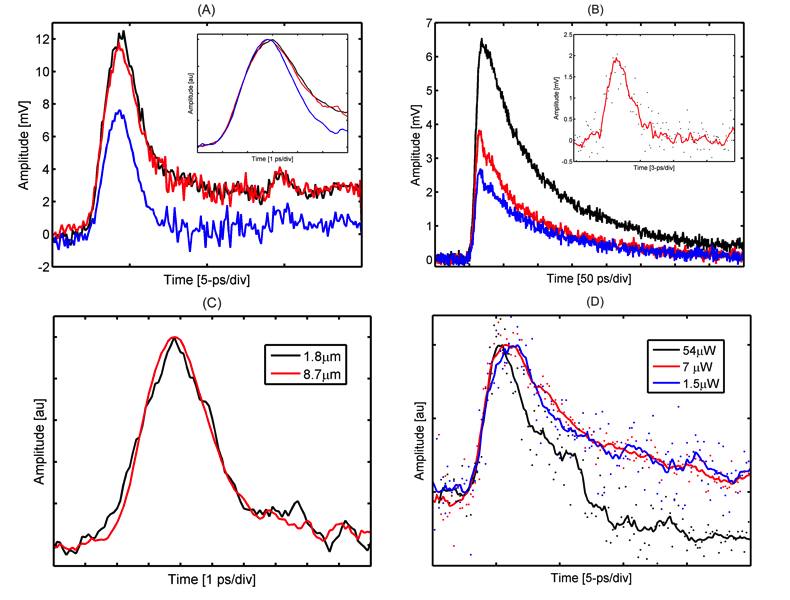 (A)
12
10
8
6
4
2
0
-2
Amplitude [mV]
Time [5-ps/div]
Amplitude [au]
Time [1 ps/div]
(B)
7
6
5
4
3
2
1
0
Amplitude [mV]
Time [50 ps/div]
2.5
2
1.5
1
0.5
0
-0.5
Amplitude [mV]
Time [3-ps/div]
(C)
1.8μm
8.7μm
Amplitude [au]
Time [1 ps/div]
(D)
54μW
7 μW
1.5μW
Amplitude [au]
Time [5-ps/div]